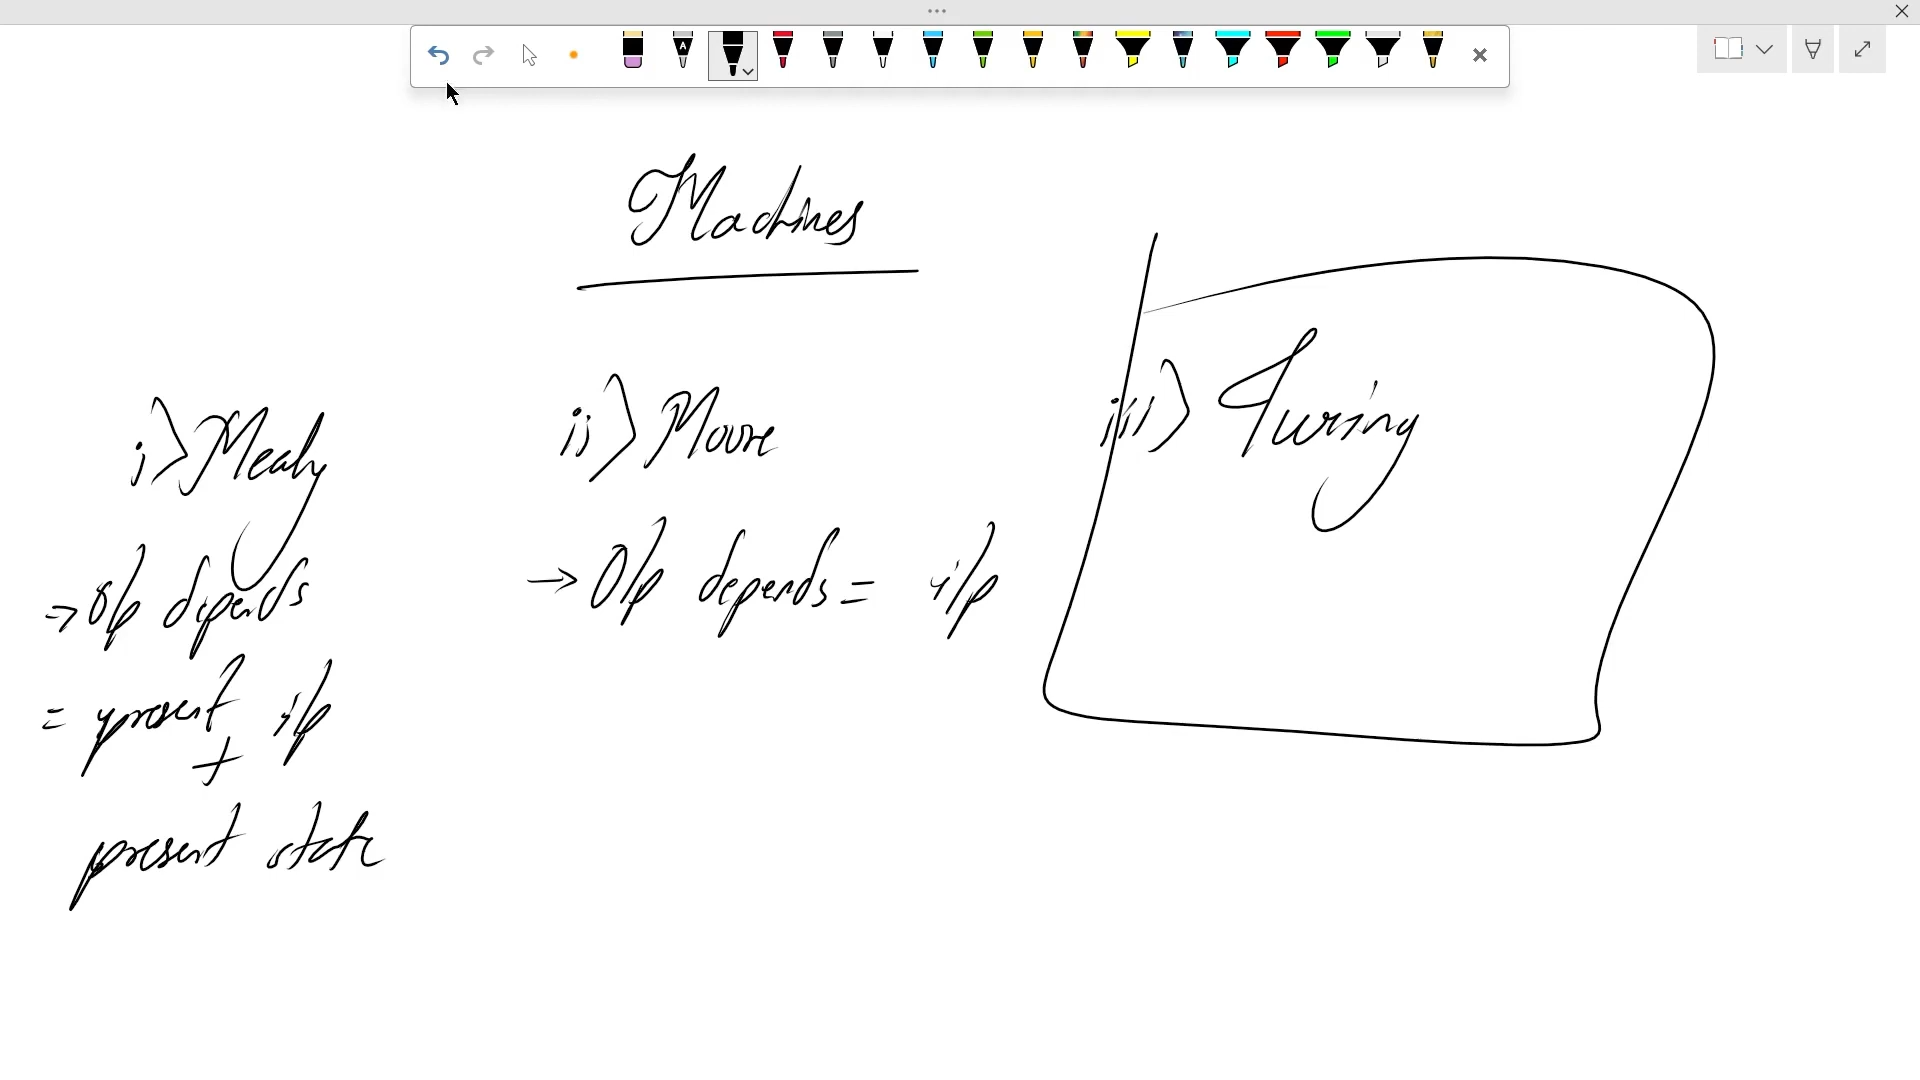 Machines
i) Mealy
ii) Moore
iii) Turing
→ O/p depends
= present i/p
+
present state
→ O/p depends = i/p